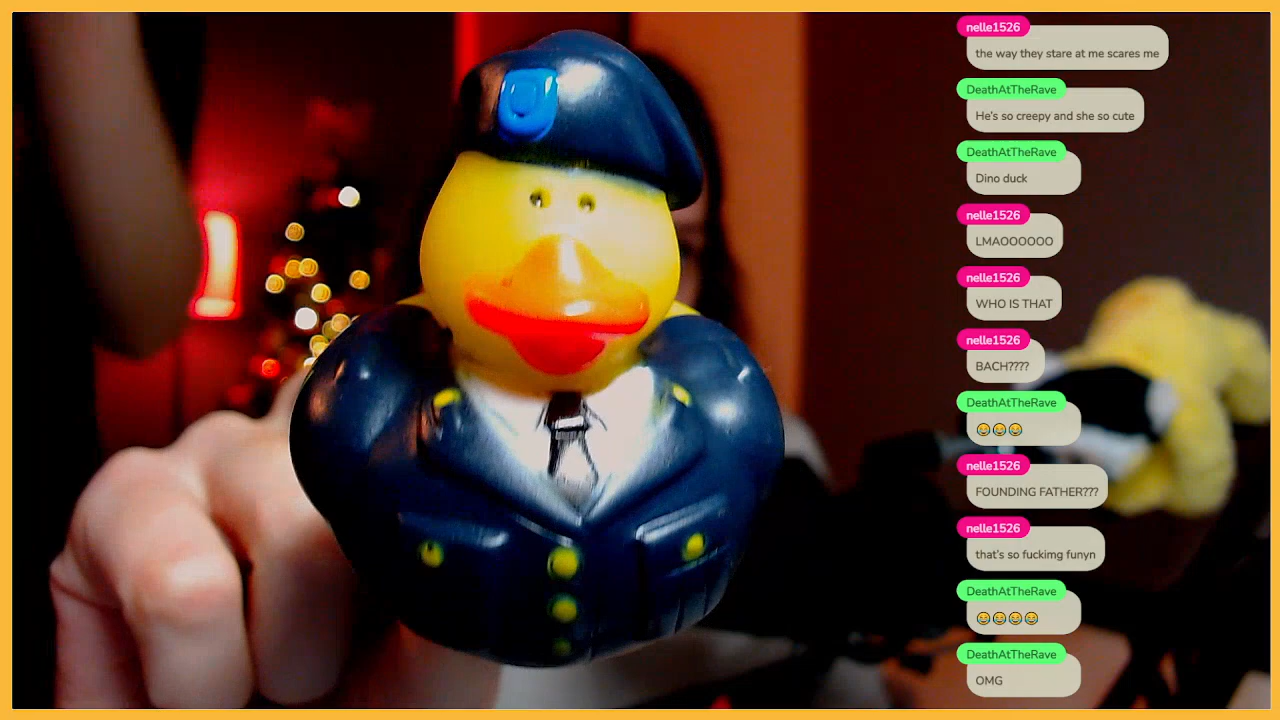 nelle1526
the way they stare at me scares me
DeathAtTheRave
He's so creepy and she so cute
DeathAtTheRave
Dino duck
nelle1526
LMAOOOOOO
nelle1526
WHO IS THAT
nelle1526
BACH????
DeathAtTheRave
😂😂😂
nelle1526
FOUNDING FATHER???
nelle1526
that's so fuckimg funyn
DeathAtTheRave
😂😂😂😂
DeathAtTheRave
OMG